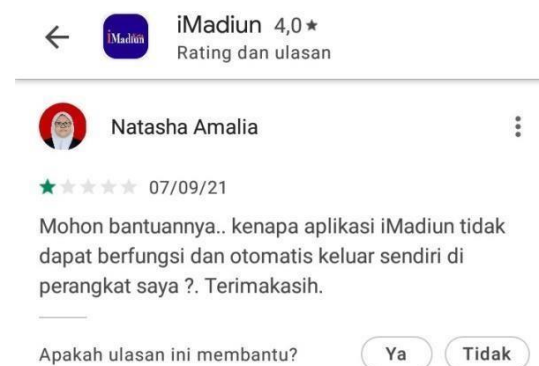 iMadiun 4,0★
iMadiun
Rating dan ulasan
Natasha Amalia
07/09/21
Mohon bantuannya.. kenapa aplikasi iMadiun tidak
dapat berfungsi dan otomatis keluar sendiri di
perangkat saya ?. Terimakasih.
Apakah ulasan ini membantu?
Ya
Tidak